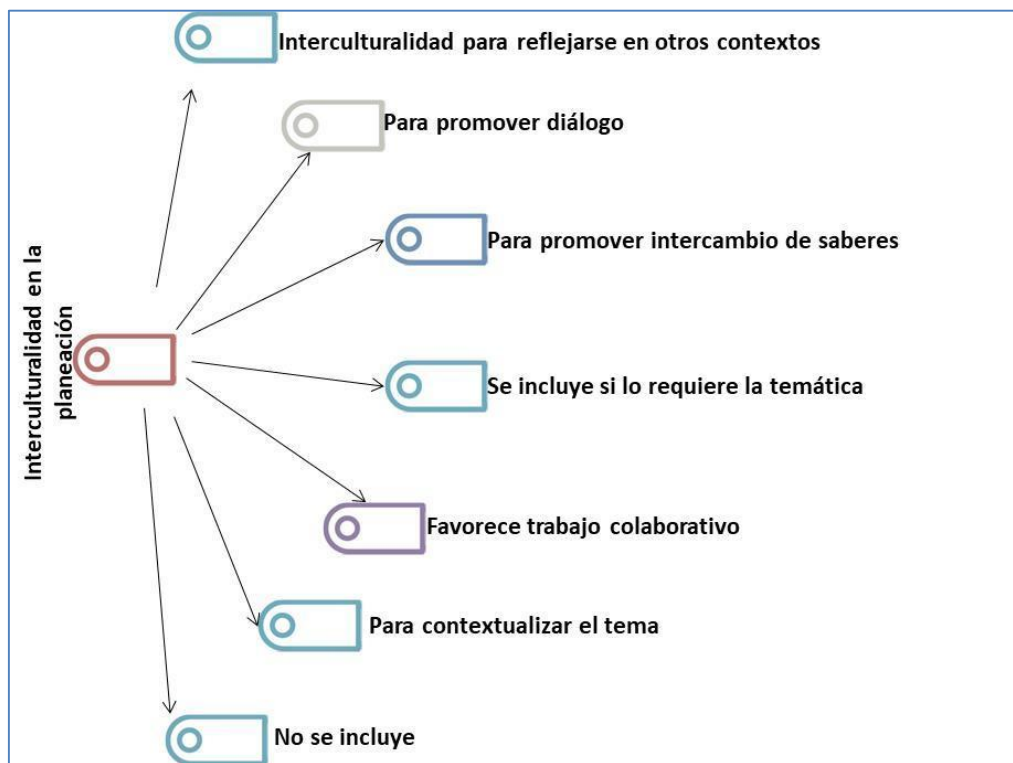 Interculturalidad para reflejarse en otros contextos
Para promover diálogo
Para promover intercambio de saberes
Interculturalidad en la
planeación
Se incluye si lo requiere la temática
Favorece trabajo colaborativo
Para contextualizar el tema
No se incluye